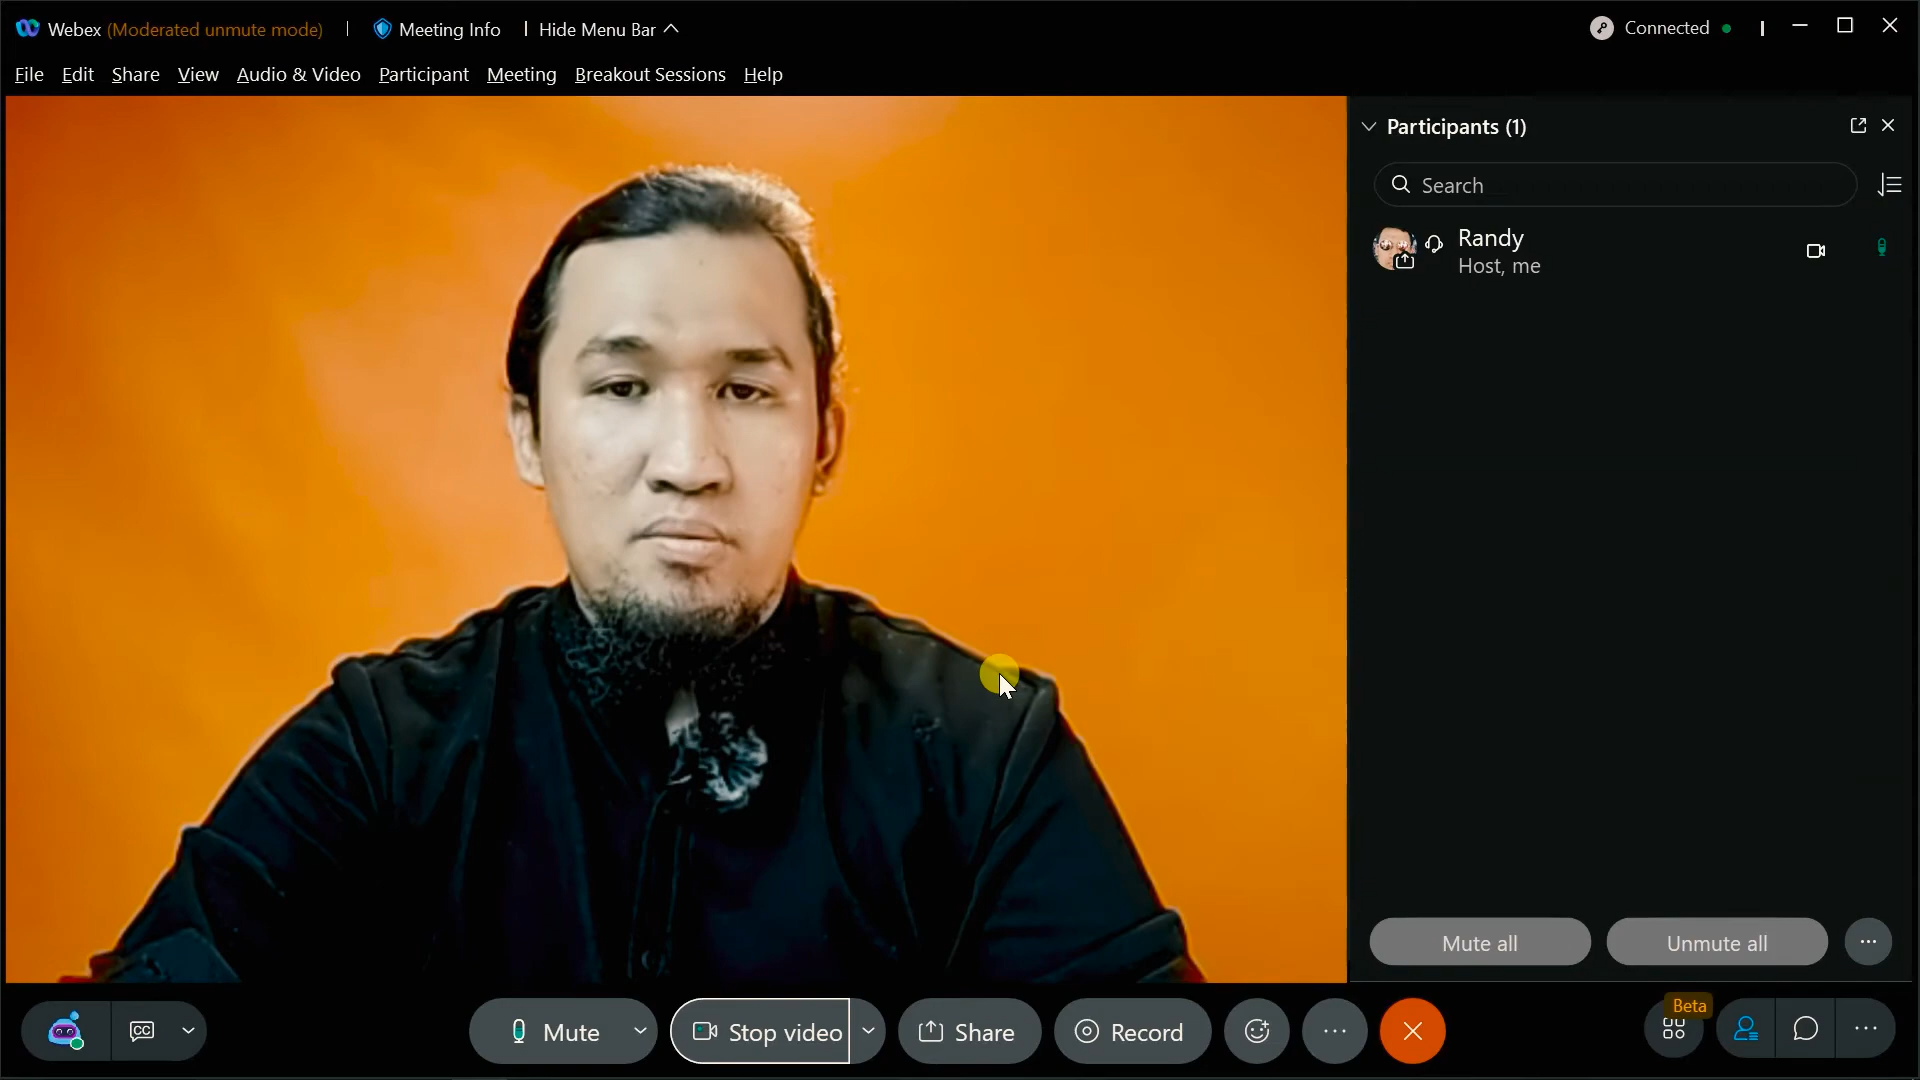 Webex (Moderated unmute mode) | Meeting Info | Hide Menu Bar
Connected
File Edit Share View Audio & Video Participant Meeting Breakout Sessions Help
Participants (1)
Search
Randy
Host, me
Mute all
Unmute all
CC
Mute
Stop video
Share
Record
Beta